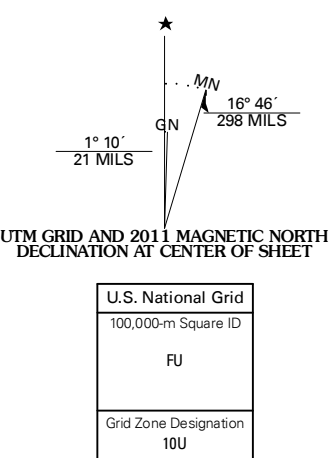 ★
MN
GN
16° 46´
298 MILS
1° 10´
21 MILS
UTM GRID AND 2011 MAGNETIC NORTH
DECLINATION AT CENTER OF SHEET
U.S. National Grid
100,000-m Square ID
FU
Grid Zone Designation
10U